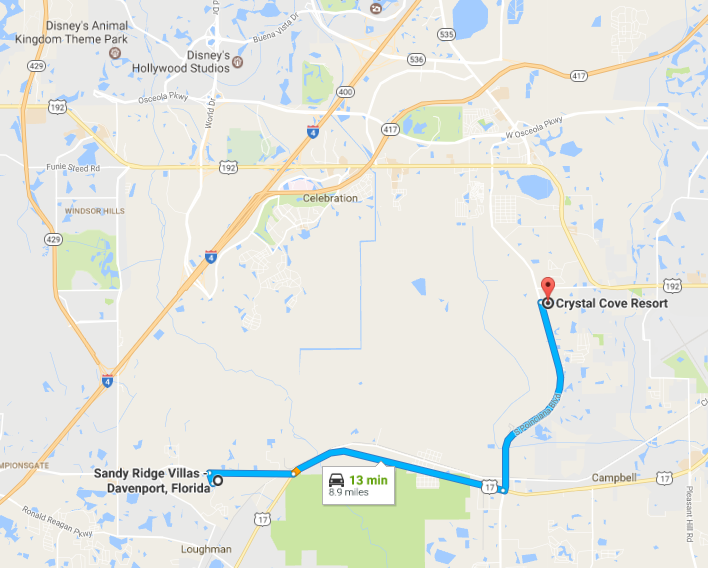 Disney's Animal
Kingdom Theme Park
Disney's
Hollywood Studios
Buena Vista Dr
535
536
429
417
400
192
Osceola Pkwy
World Dr
4
417
W Osceola Pkwy
192
Funie Steed Rd
Celebration
WINDSOR HILLS
429
4
192
Crystal Cove Resort
4
MPIONSGATE
Sandy Ridge Villas -
Davenport, Florida
13 min
8.9 miles
17
Campbell
17
Ronald Reagan Pkwy
17
Pleasant Hill Rd
Loughman